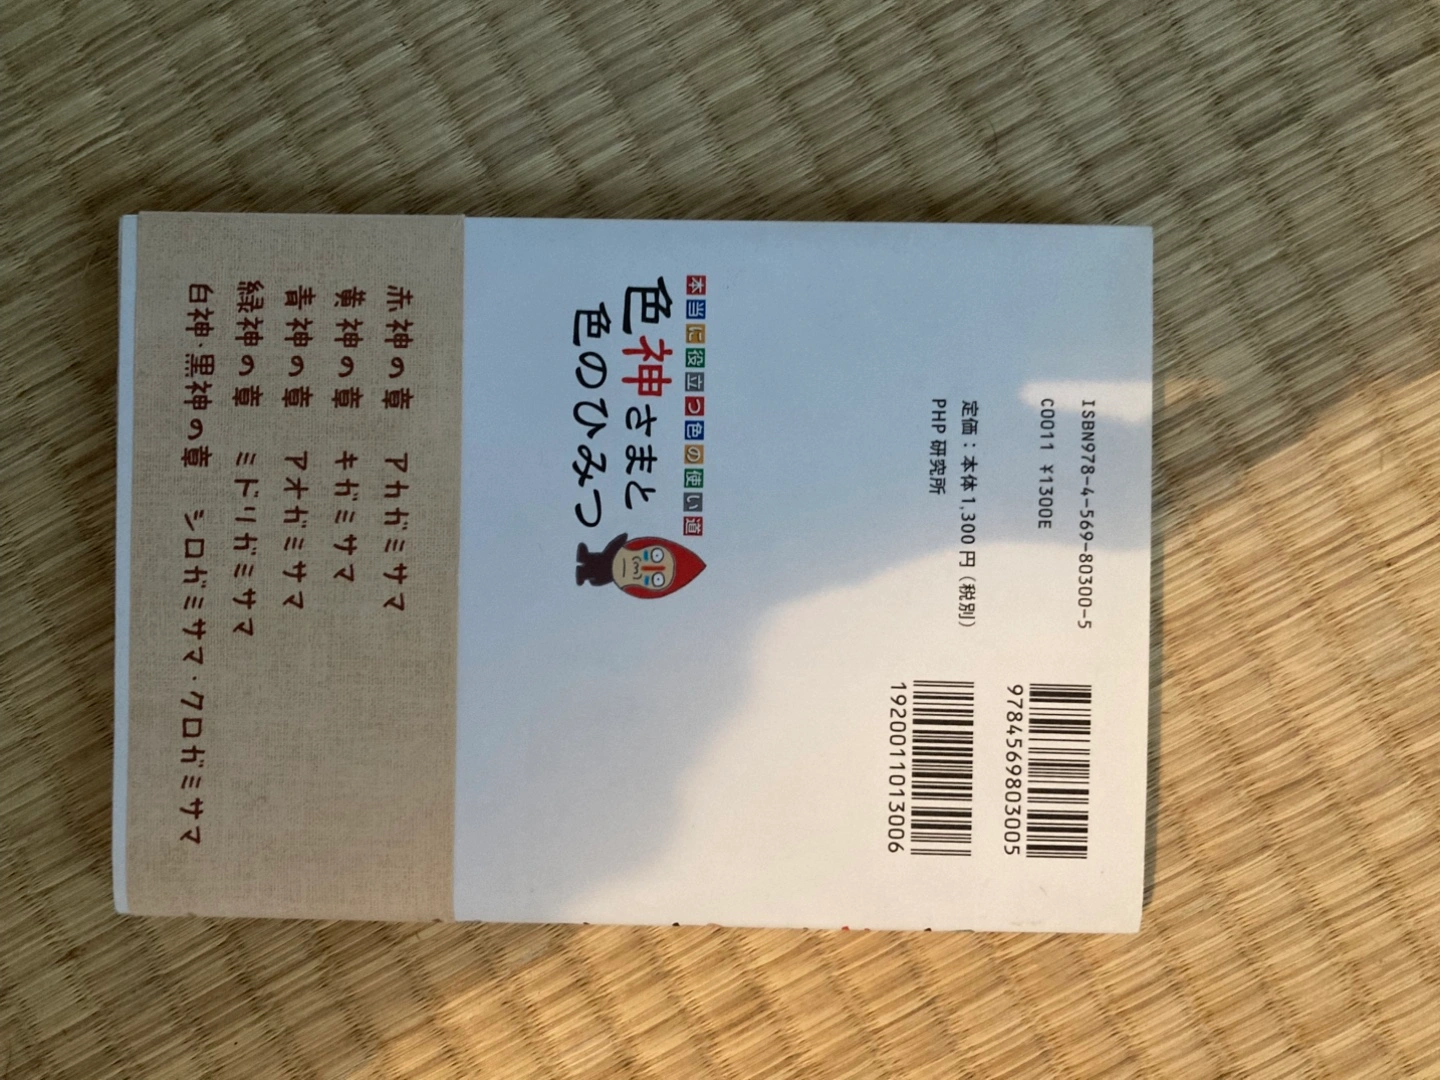 ISBN978-4-569-80300-5
C0011 ¥1300E
定価：本体1,300円（税別）
PHP研究所
9784569803005
1920011013006
本当に役立つ色の使い道
色神さまと
色のひみつ
赤神の章 アカガミサマ
黄神の章 キガミサマ
青神の章 アオガミサマ
緑神の章 ミドリガミサマ
白神・黒神の章 シロガミサマ・クロガミサマ